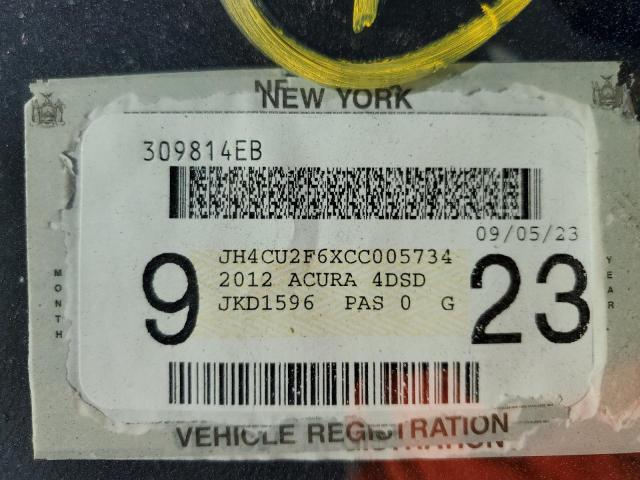 NEW YORK
309814EB
09/05/23
JH4CU2F6XCC005734
2012 ACURA 4DSD
JKD1596 PAS 0 G
9
23
MONTH
YEAR
VEHICLE REGISTRATION
REGISTRATION